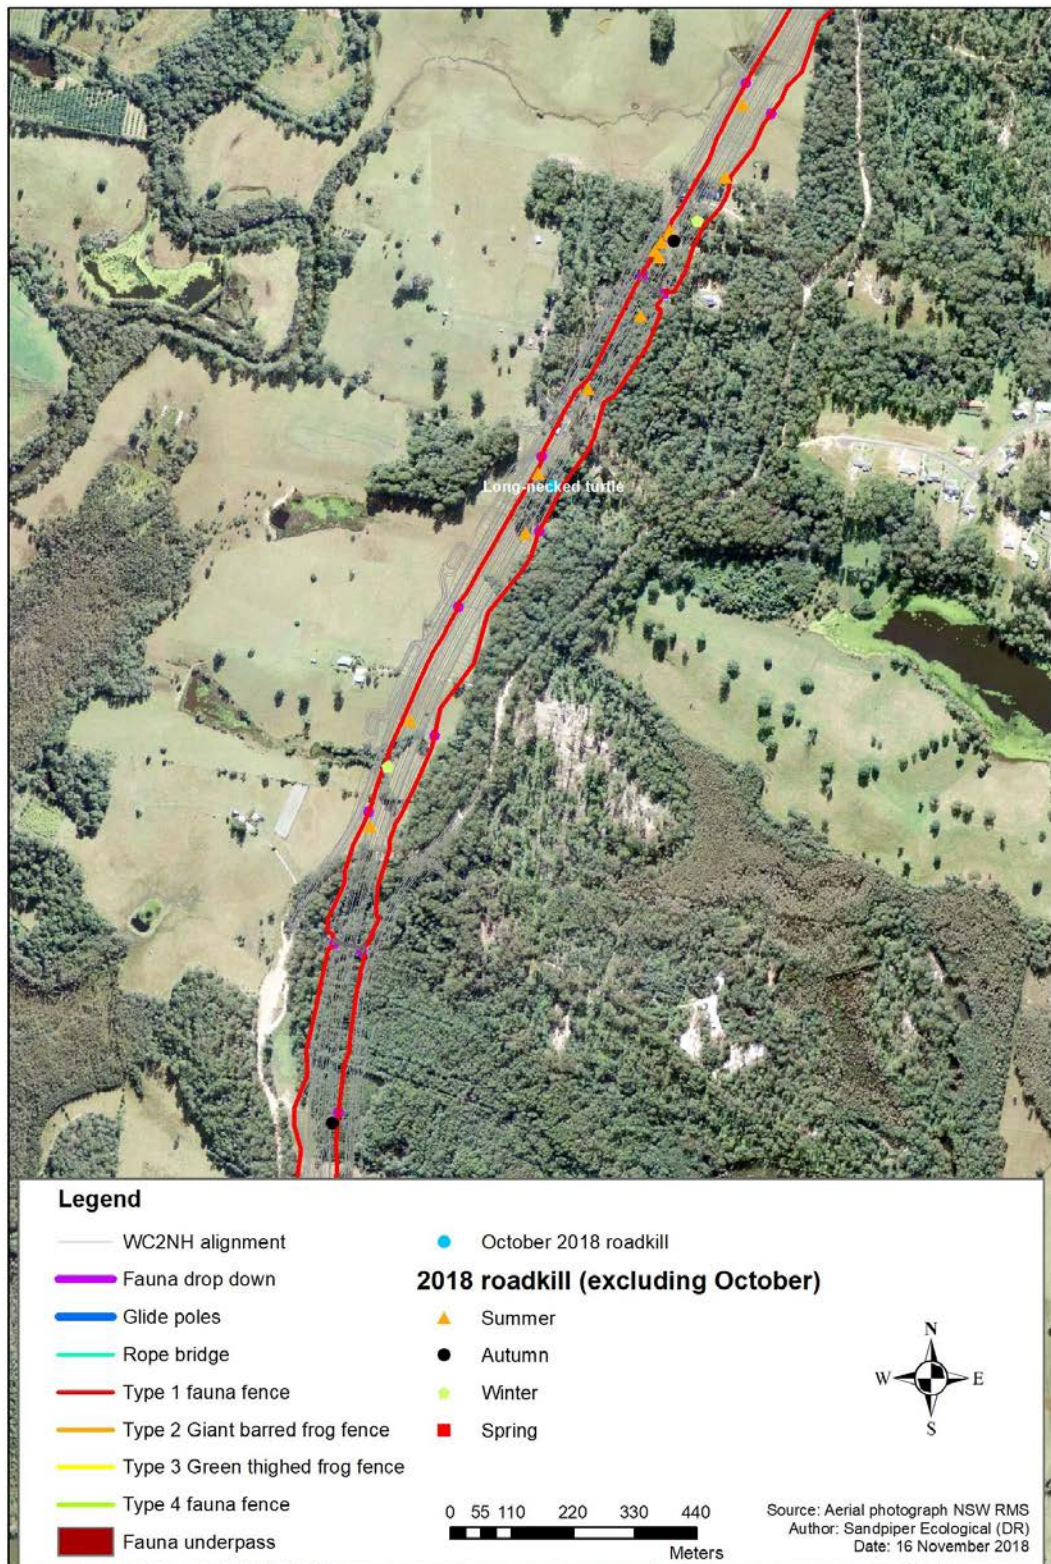 Long-necked turtle
Legend
WC2NH alignment
Fauna drop down
Glide poles
Rope bridge
Type 1 fauna fence
Type 2 Giant barred frog fence
Type 3 Green thighed frog fence
Type 4 fauna fence
Fauna underpass
October 2018 roadkill
2018 roadkill (excluding October)
Summer
Autumn
Winter
Spring
N
W E
S
0 55 110 220 330 440
Meters
Source: Aerial photograph NSW RMS
Author: Sandpiper Ecological (DR)
Date: 16 November 2018